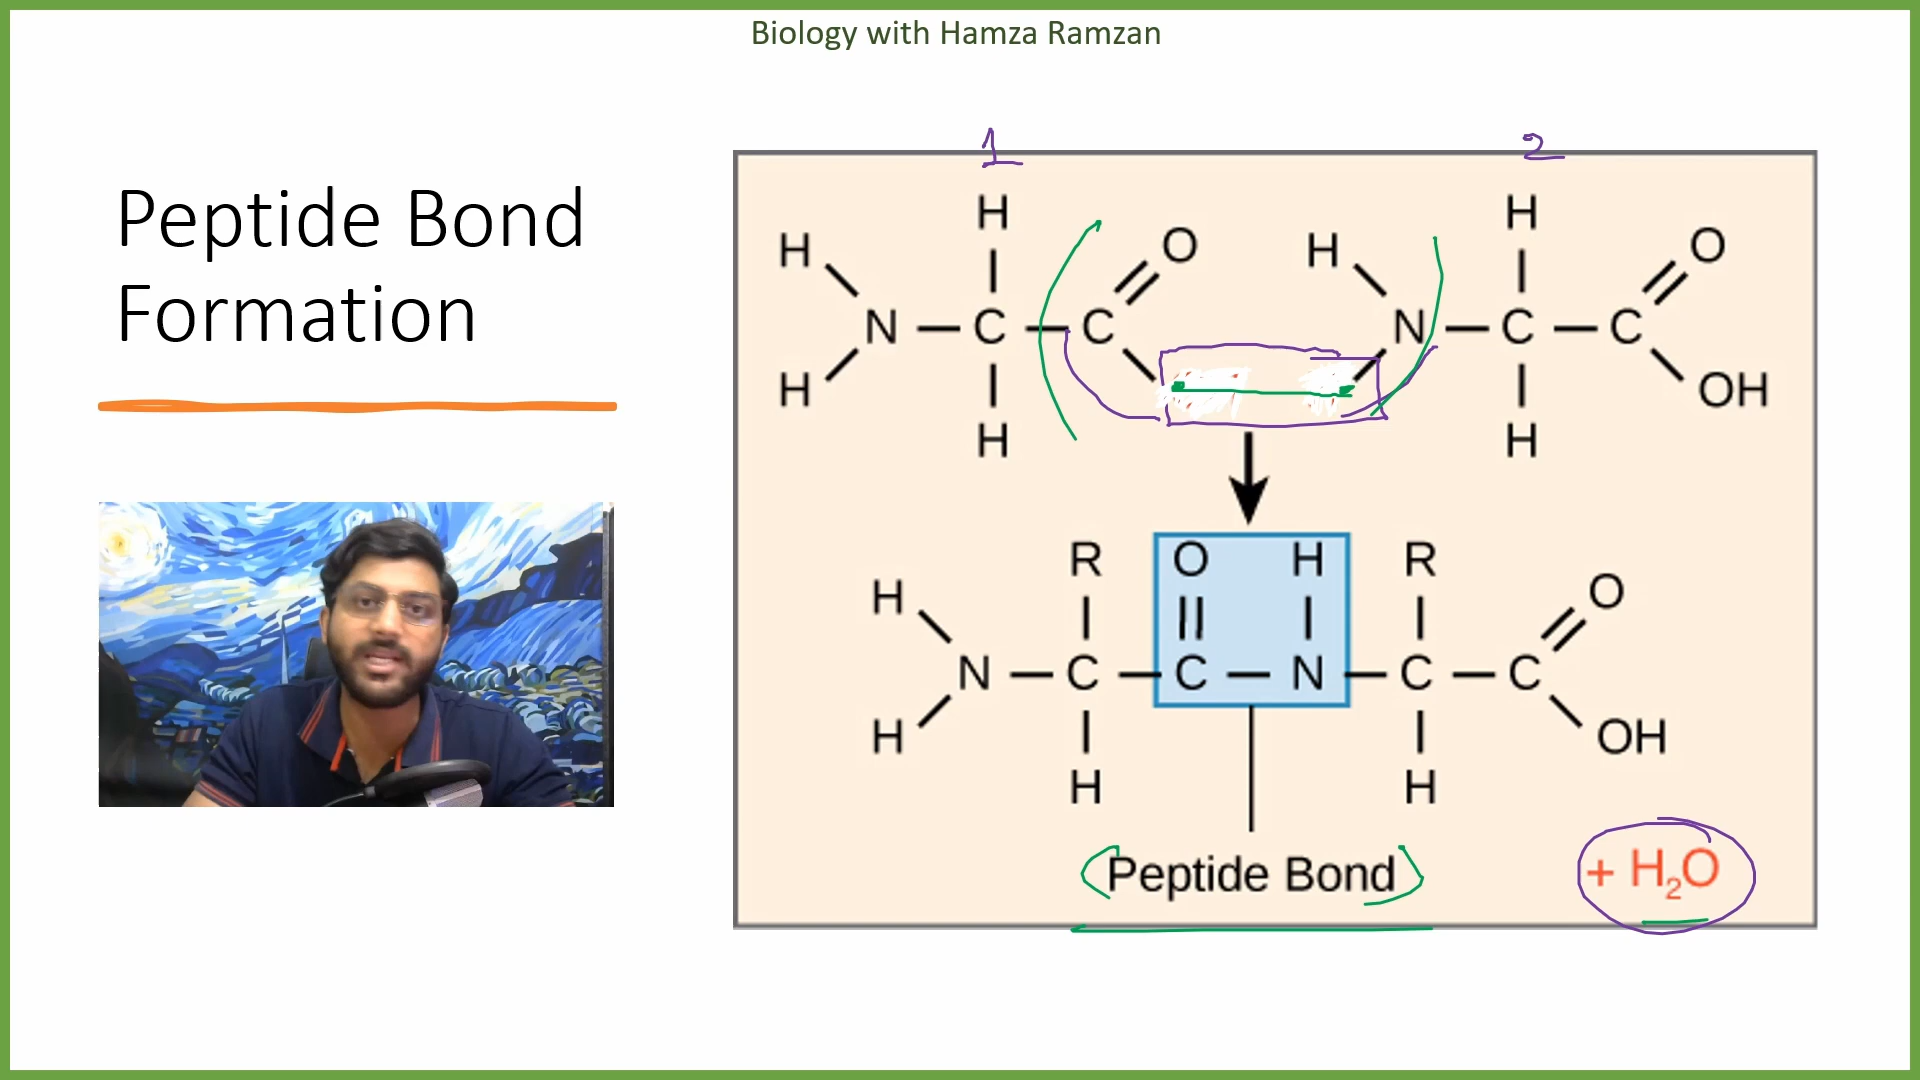 Biology with Hamza Ramzan
Peptide Bond
Formation
1 2
H H
H O H O
N C C N C C
H OH
H H
R O H R
H O
N C C N C C
H OH
H H
Peptide Bond
+ H₂O